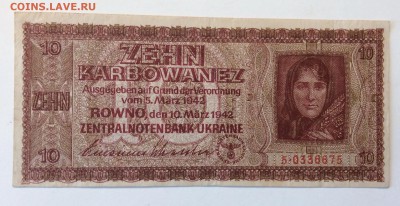 COINS.LAVE.RU
10
ZEHN
10
KARBOWANEZ
Ausgegeben auf Grund der Verordnung
vom 5. März 1942
ROWNO, den 10. März 1942
ZENTRALNOTENBANK UKRAINE
ZEHN
10
10
5·0338675